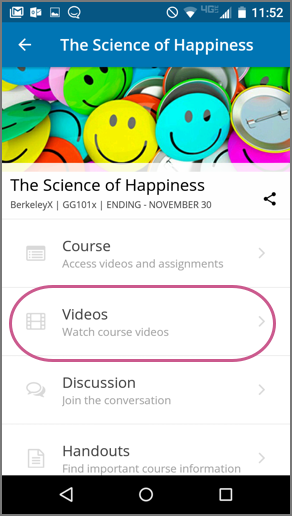 4G 11:52
The Science of Happiness
The Science of Happiness
BerkeleyX | GG101x | ENDING - NOVEMBER 30
Course
Access videos and assignments
Videos
Watch course videos
Discussion
Join the conversation
Handouts
Find important course information